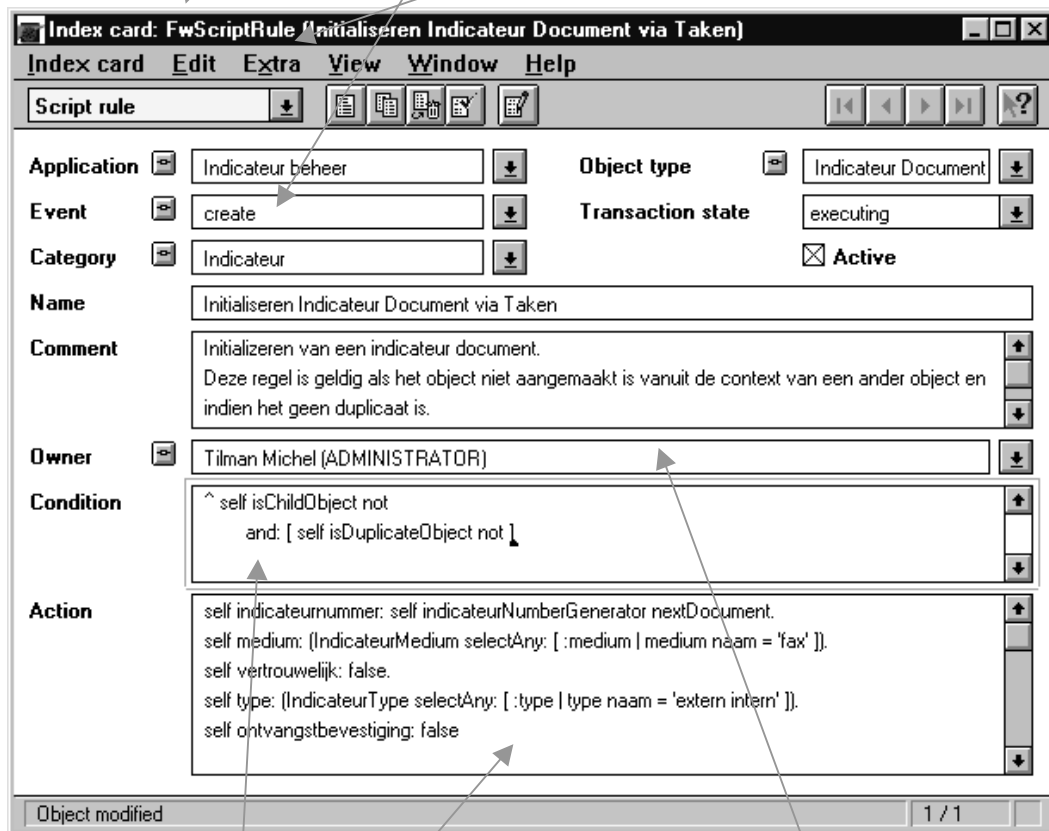 Index card: FwScriptRule (Initialiseren Indicateur Document via Taken)
Index card Edit Extra View Window Help
Script rule
Application Indicateur beheer Object type Indicateur Document
Event create Transaction state executing
Category Indicateur Active
Name Initialiseren Indicateur Document via Taken
Comment Initializeren van een indicateur document.
Deze regel is geldig als het object niet aangemaakt is vanuit de context van een ander object en
indien het geen duplicaat is.
Owner Tilman Michel (ADMINISTRATOR)
Condition ^ self isChildObject not
and: [ self isDuplicateObject not ]
Action self indicateurnummer: self indicateurNumberGenerator nextDocument.
self medium: (IndicateurMedium selectAny: [ :medium | medium naam = 'fax' ]).
self vertrouwelijk: false.
self type: (IndicateurType selectAny: [ :type | type naam = 'extern intern' ]).
self ontvangstbevestiging: false
Object modified 1 / 1